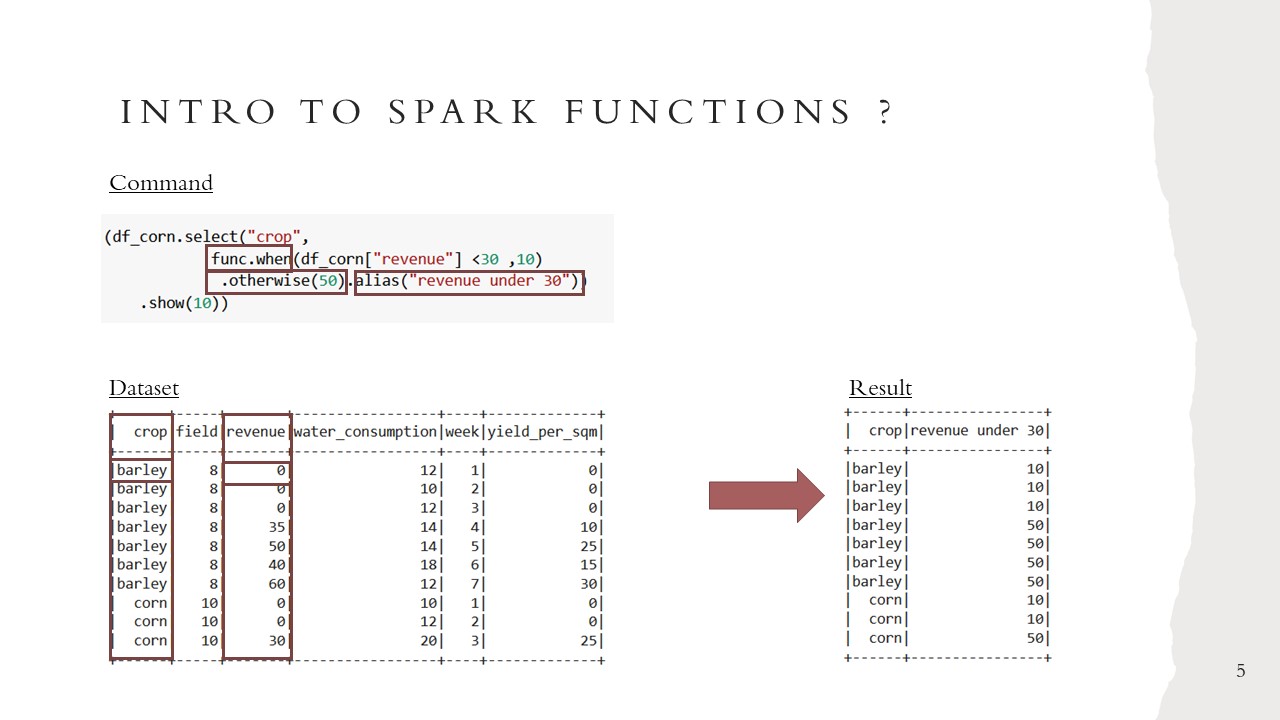 INTRO TO SPARK FUNCTIONS ?
Command
(df_corn.select("crop",
func.when(df_corn["revenue"] <30 ,10)
.otherwise(50).alias("revenue under 30"))
.show(10))
Dataset
+------+-----+-------+-----------------+----+-------------+
| crop|field|revenue|water_consumption|week|yield_per_sqm|
+------+-----+-------+-----------------+----+-------------+
|barley| 8| 0| 12| 1| 0|
|barley| 8| 0| 10| 2| 0|
|barley| 8| 0| 12| 3| 0|
|barley| 8| 35| 14| 4| 10|
|barley| 8| 50| 14| 5| 25|
|barley| 8| 40| 18| 6| 15|
|barley| 8| 60| 12| 7| 30|
| corn| 10| 0| 10| 1| 0|
| corn| 10| 0| 12| 2| 0|
| corn| 10| 30| 20| 3| 25|
+------+-----+-------+-----------------+----+-------------+
Result
+------+----------------+
| crop|revenue under 30|
+------+----------------+
|barley| 10|
|barley| 10|
|barley| 10|
|barley| 50|
|barley| 50|
|barley| 50|
|barley| 50|
| corn| 10|
| corn| 10|
| corn| 50|
+------+----------------+
5